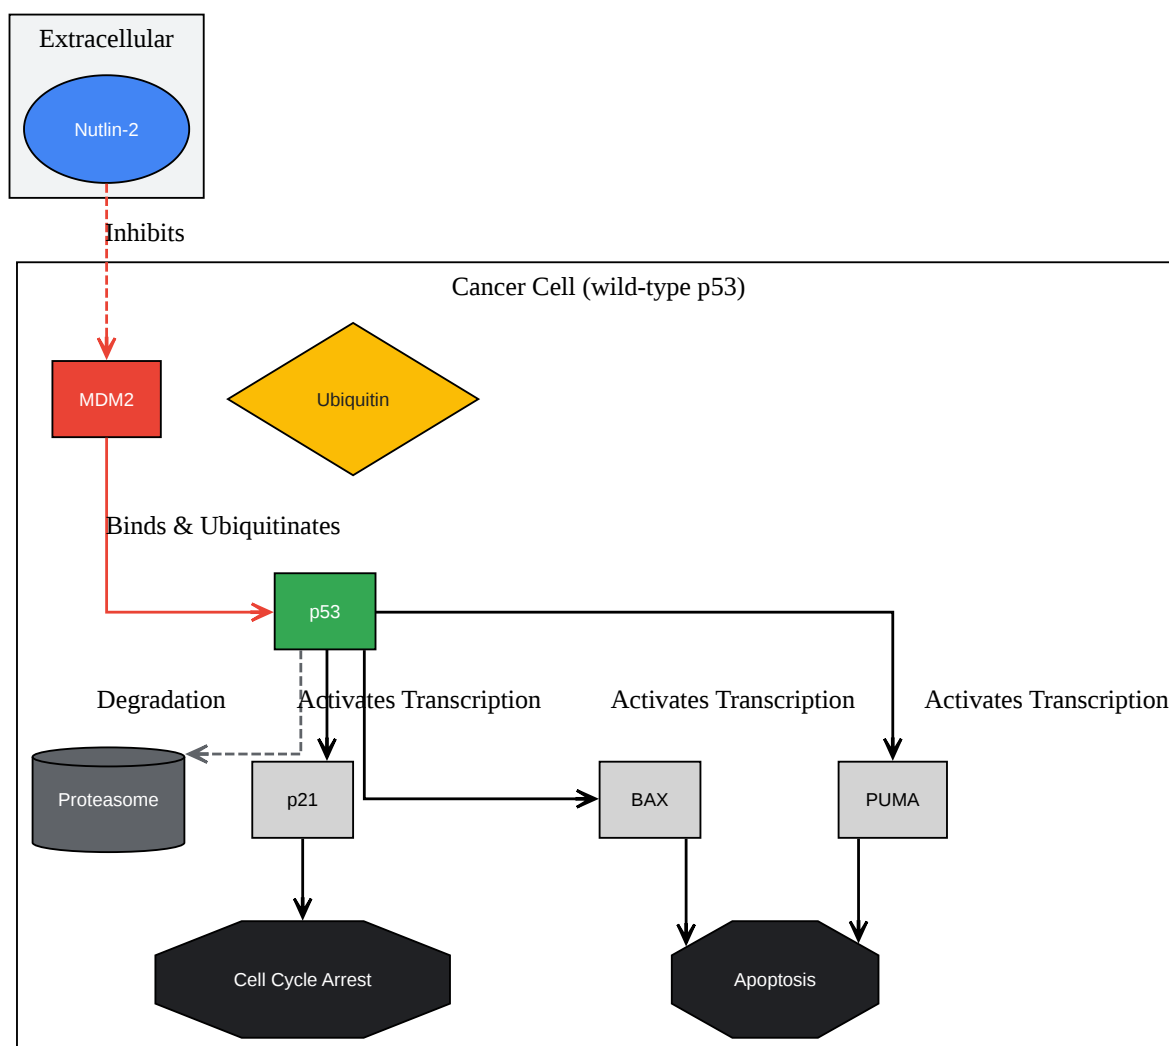 Extracellular
Nutlin-2
Inhibits
Cancer Cell (wild-type p53)
MDM2
Ubiquitin
Binds & Ubiquitinates
p53
Degradation
Activates Transcription
Activates Transcription
Activates Transcription
Proteasome
p21
BAX
PUMA
Cell Cycle Arrest
Apoptosis